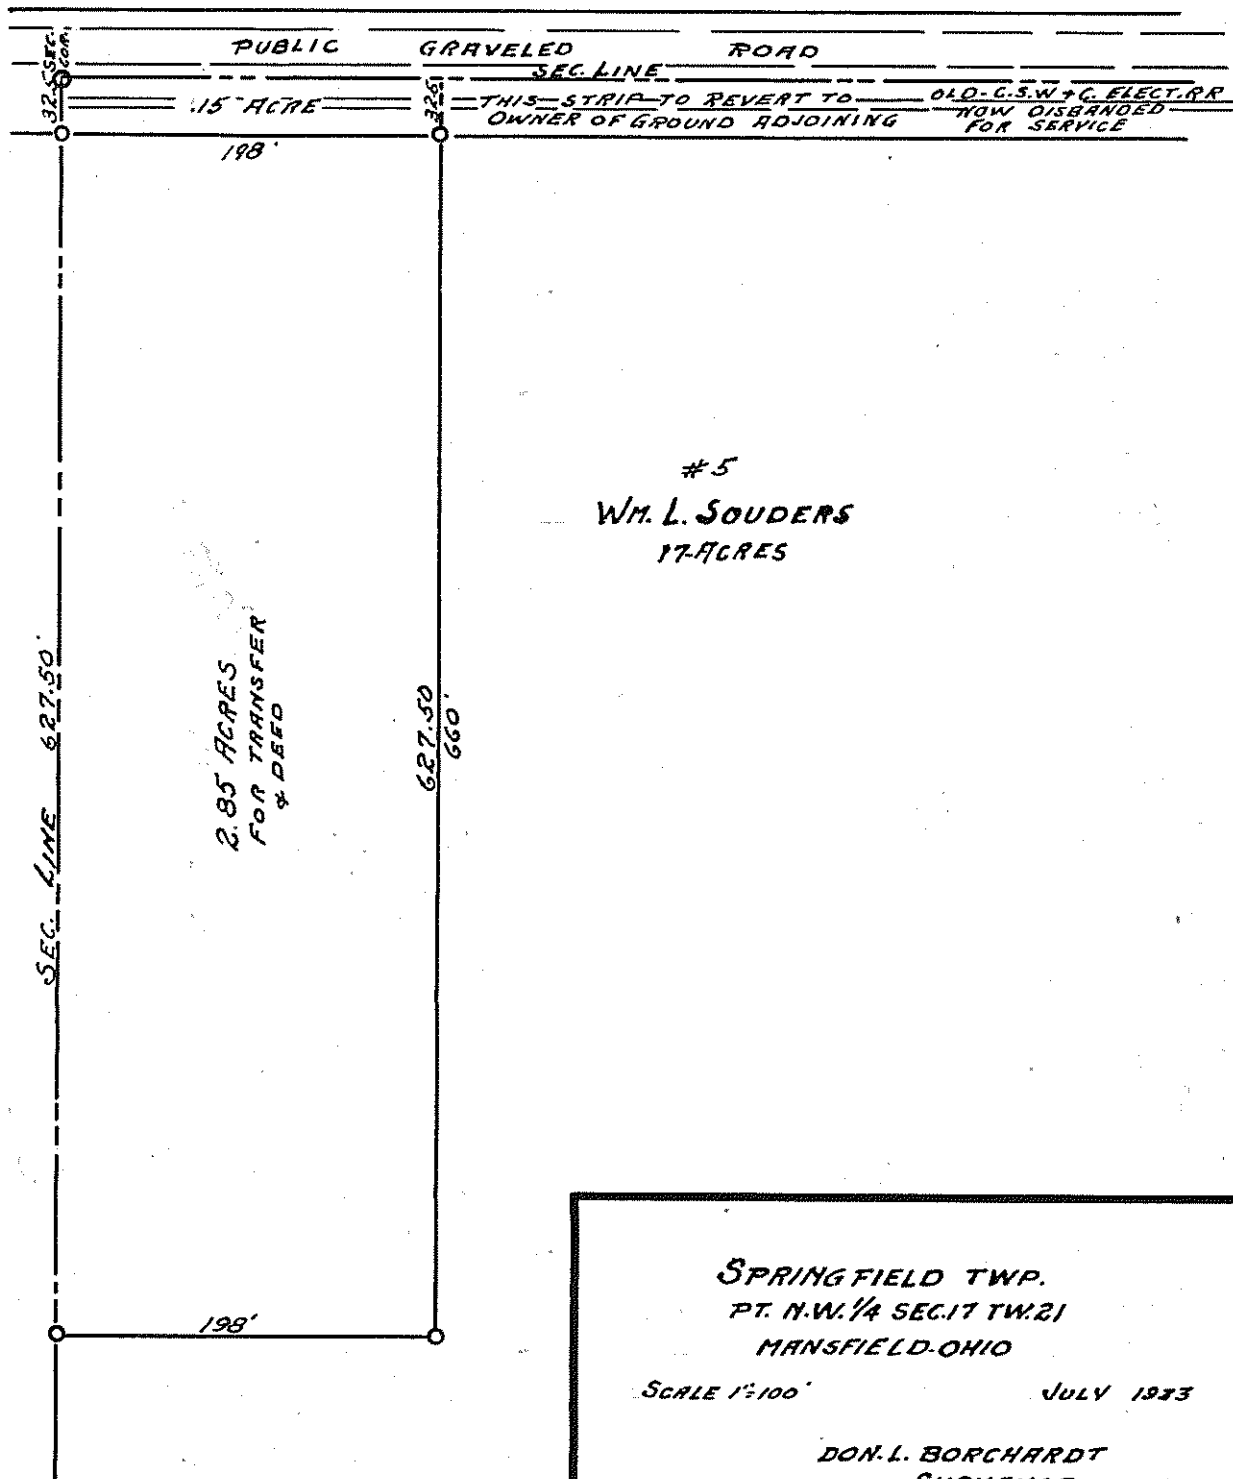 SEC.
COR.
PUBLIC GRAVELED ROAD
SEC. LINE
32.5
.15 ACRE
32.5
THIS STRIP TO REVERT TO
OWNER OF GROUND ADJOINING
OLD-C.S.W + C. ELECT. RR
NOW DISBANDED
FOR SERVICE
198'
#5
WM. L. SOUDERS
17-ACRES
SEC. LINE 627.50'
2.85 ACRES
FOR TRANSFER
& DEED
627.50
660'
198'
SPRINGFIELD TWP.
PT. N.W. 1/4 SEC. 17 TW. 21
MANSFIELD-OHIO
SCALE 1"=100'
JULY
DON. L. BORCHARDT